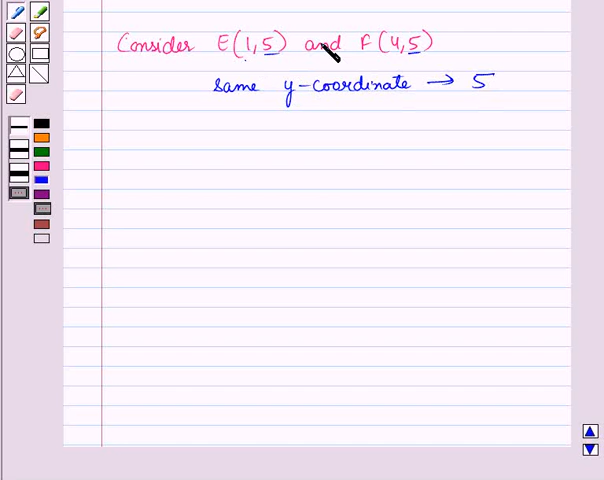 Consider E(1,5) and F(4,5)
same y-coordinate → 5